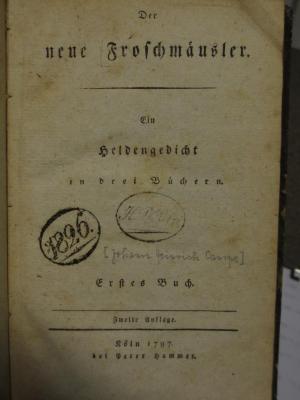 Der
neue Froschmäusler.
Ein
Heldengedicht
in drei Büchern.
1826.
[Johann Heinrich Campe]
Erstes Buch.
Zweite Auflage.
Köln 1797.
bei Peter Hammer.